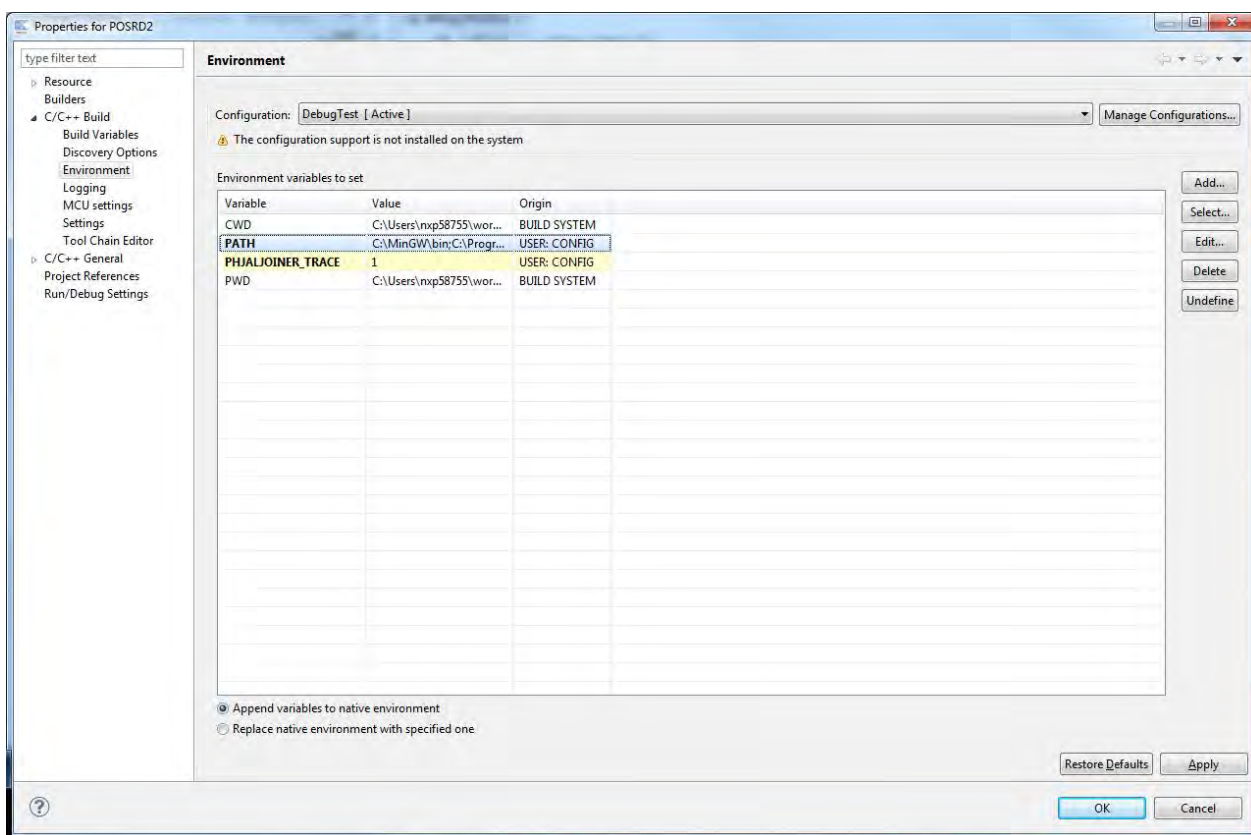 Properties for POSRD2
type filter text
Environment
Resource
Builders
C/C++ Build
Build Variables
Discovery Options
Environment
Logging
MCU settings
Settings
Tool Chain Editor
C/C++ General
Project References
Run/Debug Settings
Configuration: DebugTest [ Active ] Manage Configurations...
The configuration support is not installed on the system
Environment variables to set
Variable Value Origin
CWD C:\Users\nxp58755\wor... BUILD SYSTEM
PATH C:\MinGW\bin;C:\Progr... USER: CONFIG
PHJALJOINER_TRACE 1 USER: CONFIG
PWD C:\Users\nxp58755\wor... BUILD SYSTEM
Add...
Select...
Edit...
Delete
Undefine
Append variables to native environment
Replace native environment with specified one
Restore Defaults Apply
? OK Cancel